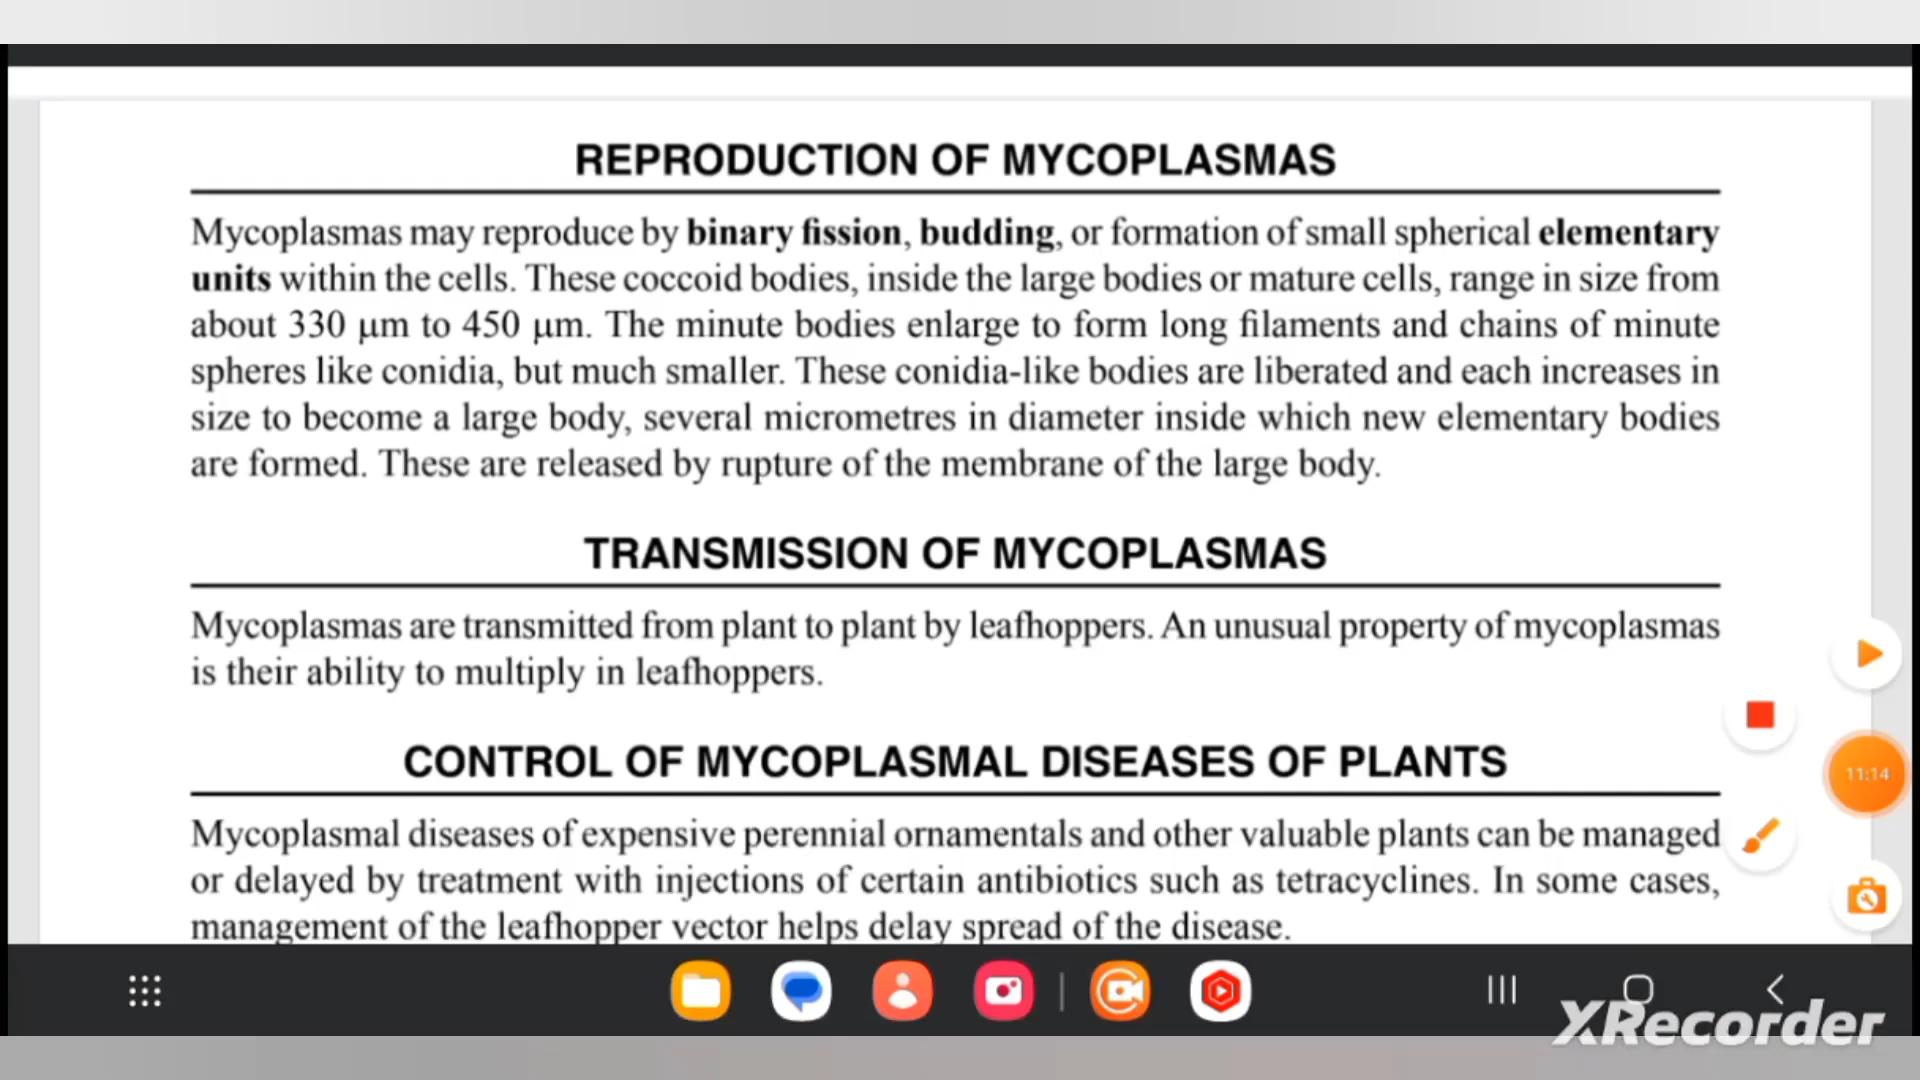 REPRODUCTION OF MYCOPLASMAS
Mycoplasmas may reproduce by binary fission, budding, or formation of small spherical elementary
units within the cells. These coccoid bodies, inside the large bodies or mature cells, range in size from
about 330 μm to 450 μm. The minute bodies enlarge to form long filaments and chains of minute
spheres like conidia, but much smaller. These conidia-like bodies are liberated and each increases in
size to become a large body, several micrometres in diameter inside which new elementary bodies
are formed. These are released by rupture of the membrane of the large body.
TRANSMISSION OF MYCOPLASMAS
Mycoplasmas are transmitted from plant to plant by leafhoppers. An unusual property of mycoplasmas
is their ability to multiply in leafhoppers.
CONTROL OF MYCOPLASMAL DISEASES OF PLANTS
Mycoplasmal diseases of expensive perennial ornamentals and other valuable plants can be managed
or delayed by treatment with injections of certain antibiotics such as tetracyclines. In some cases,
management of the leafhopper vector helps delay spread of the disease.
11:14
XRecorder